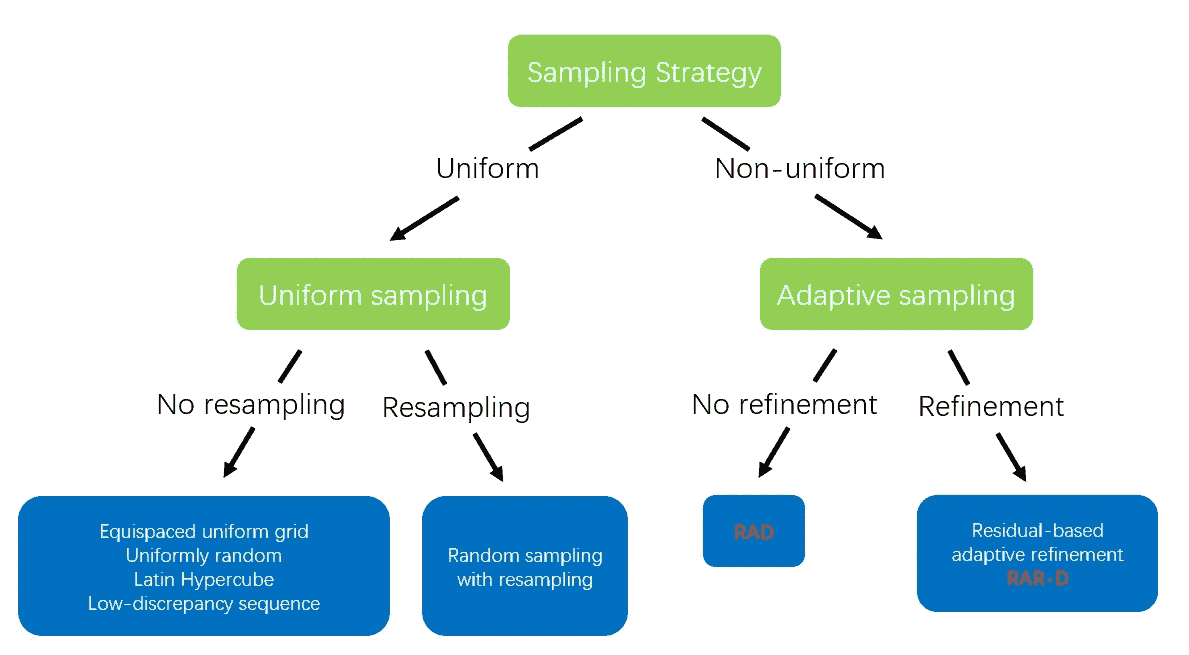 Sampling Strategy
Uniform
Non-uniform
Uniform sampling
Adaptive sampling
No resampling
Resampling
No refinement
Refinement
Equispaced uniform grid
Uniformly random
Latin Hypercube
Low-discrepancy sequence
Random sampling
with resampling
RAD
Residual-based
adaptive refinement
RAR-D